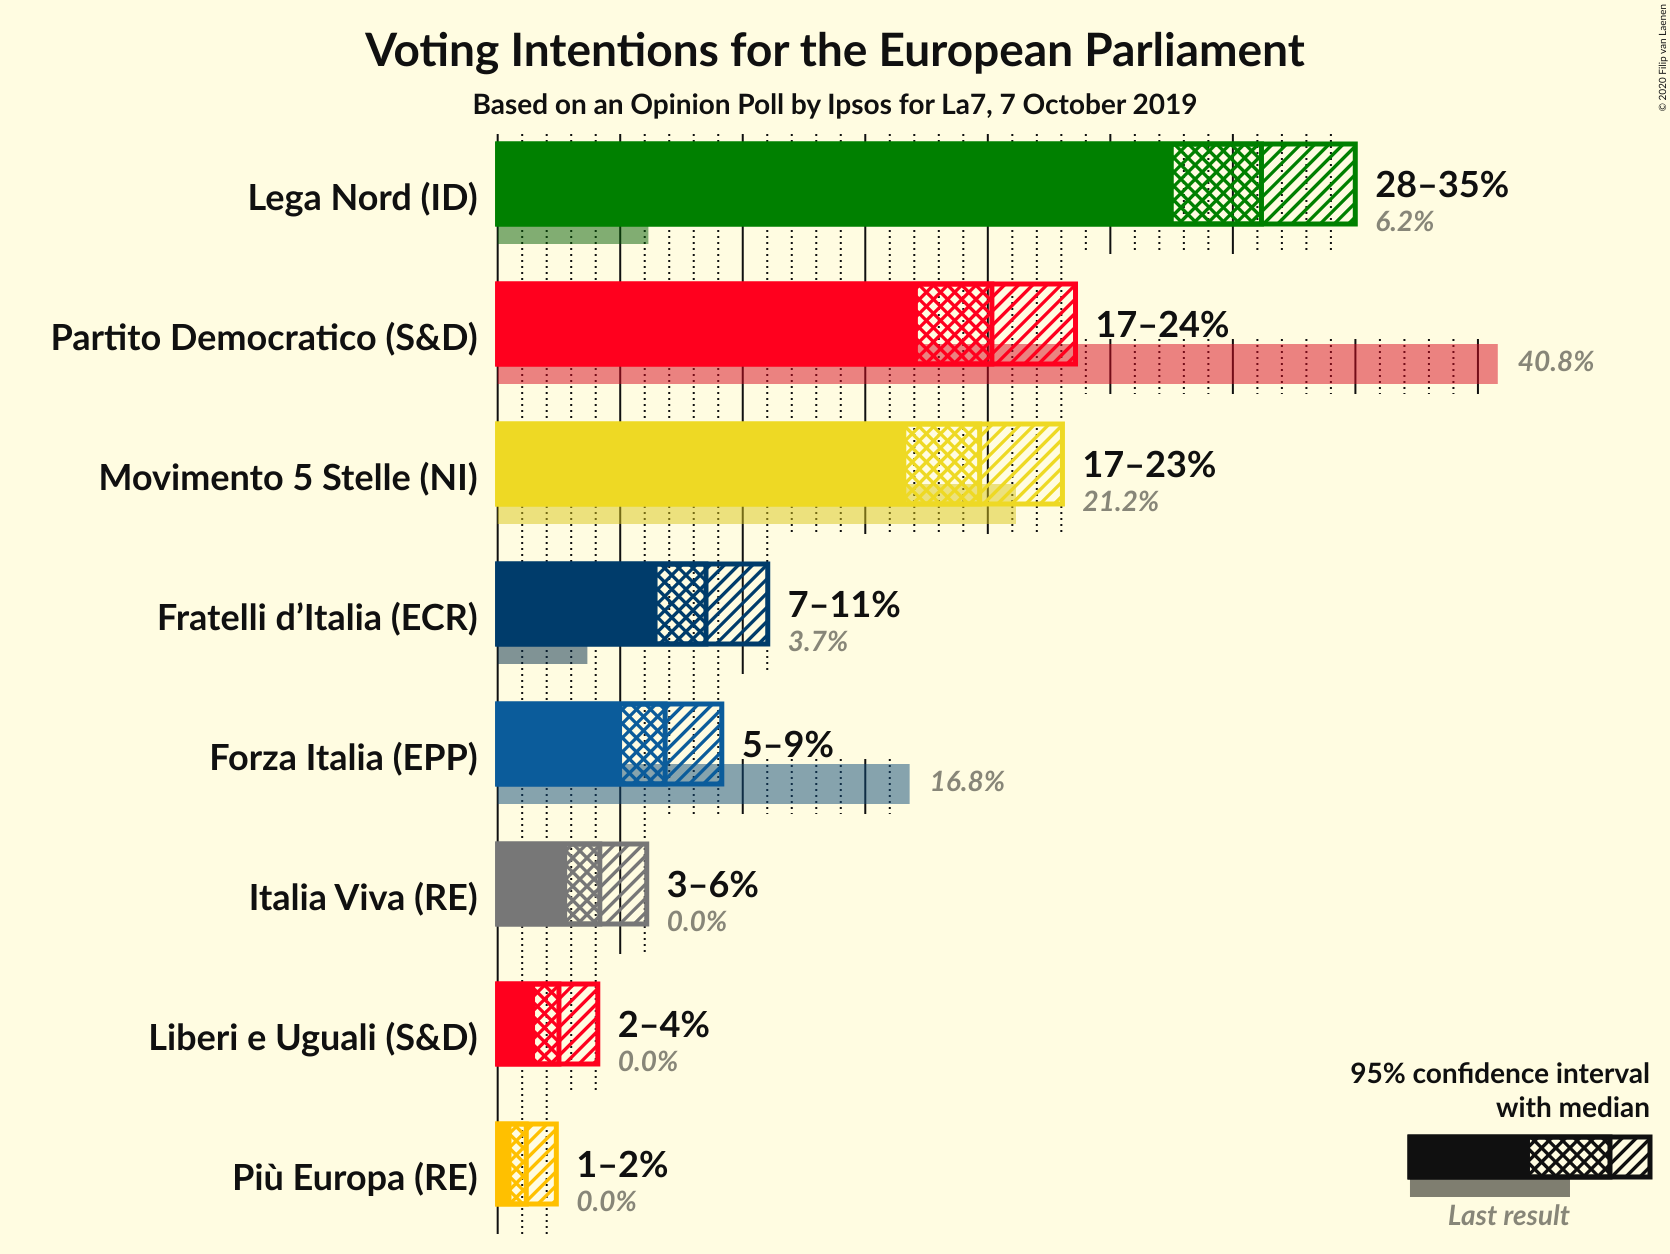 Voting Intentions for the European Parliament
Based on an Opinion Poll by Ipsos for La7, 7 October 2019
© 2020 Filip van Laenen
Lega Nord (ID)
28–35%
6.2%
Partito Democratico (S&D)
17–24%
40.8%
Movimento 5 Stelle (NI)
17–23%
21.2%
Fratelli d’Italia (ECR)
7–11%
3.7%
Forza Italia (EPP)
5–9%
16.8%
Italia Viva (RE)
3–6%
0.0%
Liberi e Uguali (S&D)
2–4%
0.0%
Più Europa (RE)
1–2%
0.0%
95% confidence interval
with median
Last result